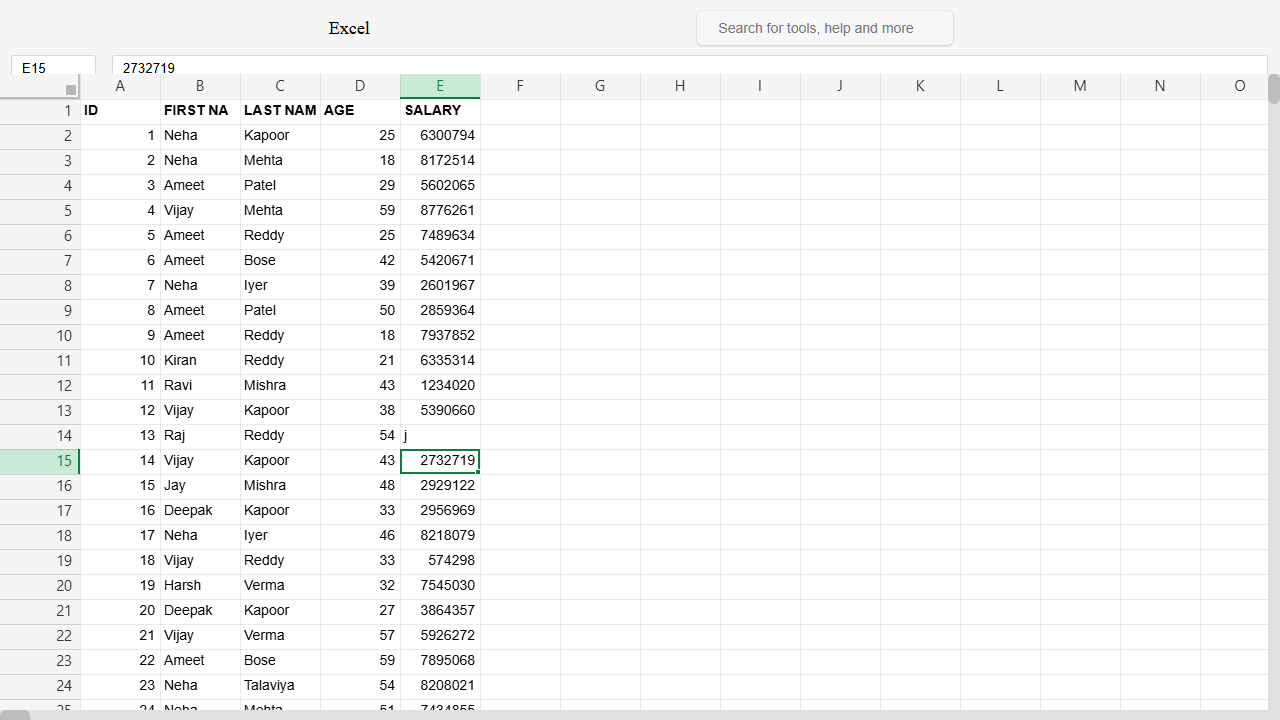 Excel
Search for tools, help and more
E15 2732719
A B C D E F G H I J K L M N O
1 ID FIRST NA LAST NAM AGE SALARY
2 1 Neha Kapoor 25 6300794
3 2 Neha Mehta 18 8172514
4 3 Ameet Patel 29 5602065
5 4 Vijay Mehta 59 8776261
6 5 Ameet Reddy 25 7489634
7 6 Ameet Bose 42 5420671
8 7 Neha Iyer 39 2601967
9 8 Ameet Patel 50 2859364
10 9 Ameet Reddy 18 7937852
11 10 Kiran Reddy 21 6335314
12 11 Ravi Mishra 43 1234020
13 12 Vijay Kapoor 38 5390660
14 13 Raj Reddy 54 j
15 14 Vijay Kapoor 43 2732719
16 15 Jay Mishra 48 2929122
17 16 Deepak Kapoor 33 2956969
18 17 Neha Iyer 46 8218079
19 18 Vijay Reddy 33 574298
20 19 Harsh Verma 32 7545030
21 20 Deepak Kapoor 27 3864357
22 21 Vijay Verma 57 5926272
23 22 Ameet Bose 59 7895068
24 23 Neha Talaviya 54 8208021
25 24 Neha Mehta 51 7434855